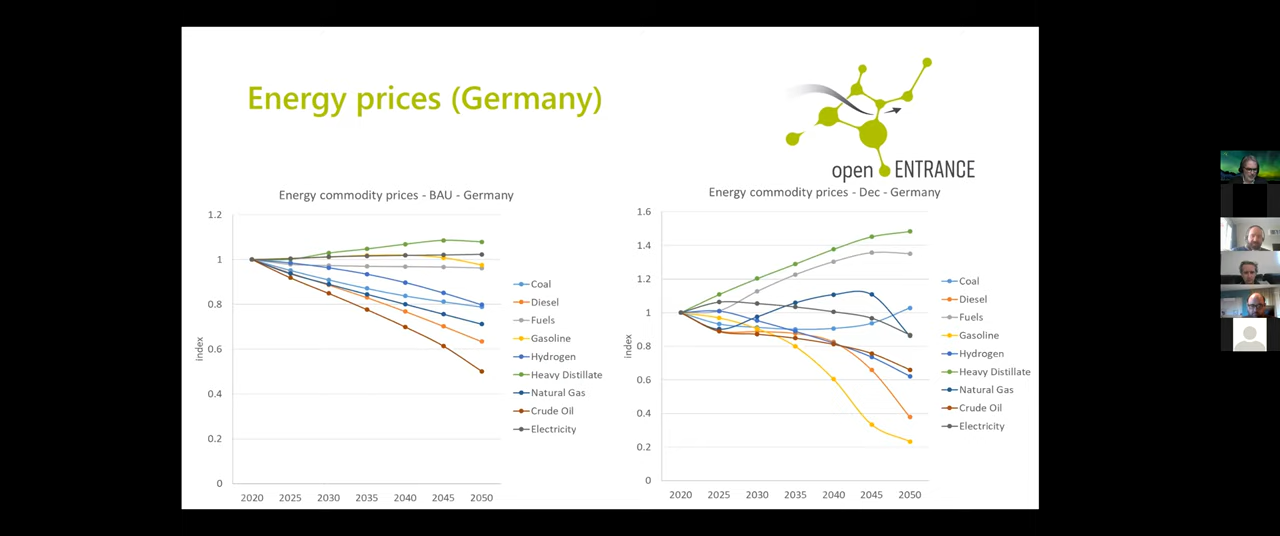 Energy prices (Germany)
open ENTRANCE
Energy commodity prices - BAU - Germany
1.2
1
0.8
0.6
0.4
0.2
0
index
2020 2025 2030 2035 2040 2045 2050
Coal
Diesel
Fuels
Gasoline
Hydrogen
Heavy Distillate
Natural Gas
Crude Oil
Electricity
Energy commodity prices - Dec - Germany
1.6
1.4
1.2
1
0.8
0.6
0.4
0.2
0
index
2020 2025 2030 2035 2040 2045 2050
Coal
Diesel
Fuels
Gasoline
Hydrogen
Heavy Distillate
Natural Gas
Crude Oil
Electricity